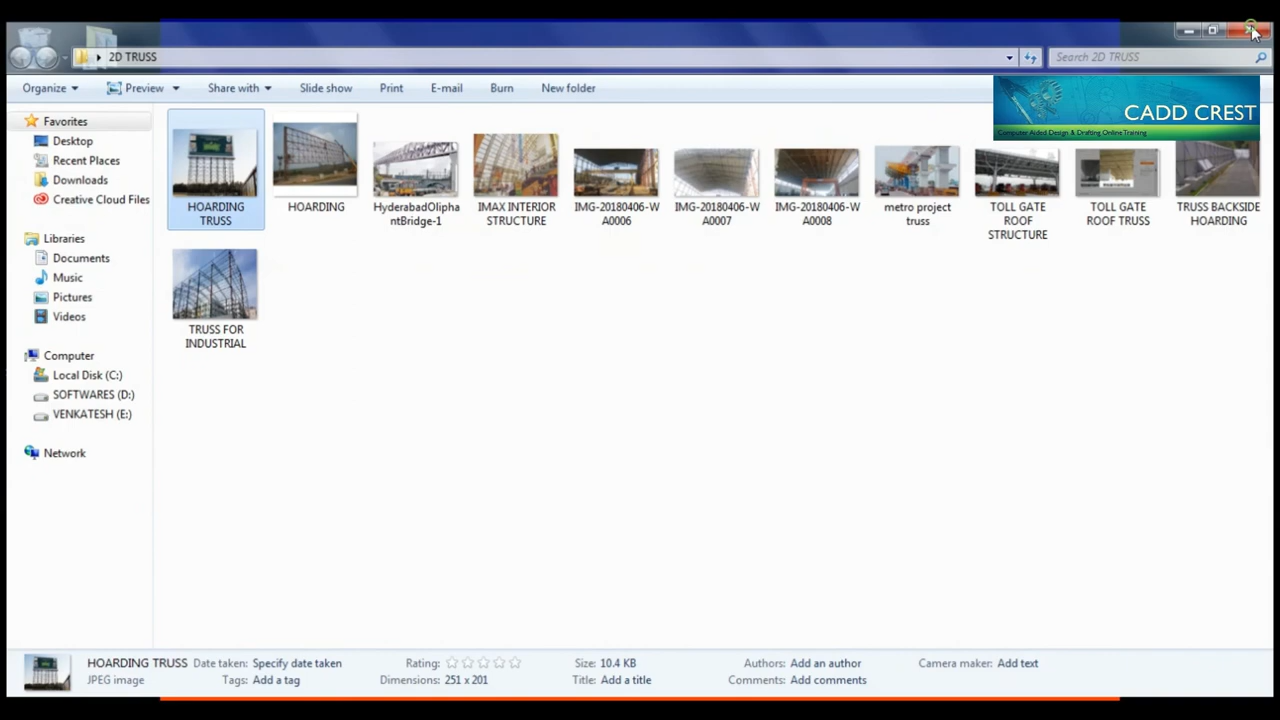 2D TRUSS
Search 2D TRUSS
Organize
Preview
Share with
Slide show
Print
E-mail
Burn
New folder
CADD CREST
Computer Aided Design & Drafting Online Training
Favorites
Desktop
Recent Places
Downloads
Creative Cloud Files
Libraries
Documents
Music
Pictures
Videos
Computer
Local Disk (C:)
SOFTWARES (D:)
VENKATESH (E:)
Network
HOARDING
TRUSS
HOARDING
HyderabadOlipha
ntBridge-1
IMAX INTERIOR
STRUCTURE
IMG-20180406-W
A0006
IMG-20180406-W
A0007
IMG-20180406-W
A0008
metro project
truss
TOLL GATE
ROOF
STRUCTURE
TOLL GATE
ROOF TRUSS
TRUSS BACKSIDE
HOARDING
TRUSS FOR
INDUSTRIAL
HOARDING TRUSS
JPEG image
Date taken: Specify date taken
Tags: Add a tag
Rating:
Dimensions: 251 x 201
Size: 10.4 KB
Title: Add a title
Authors: Add an author
Comments: Add comments
Camera maker: Add text